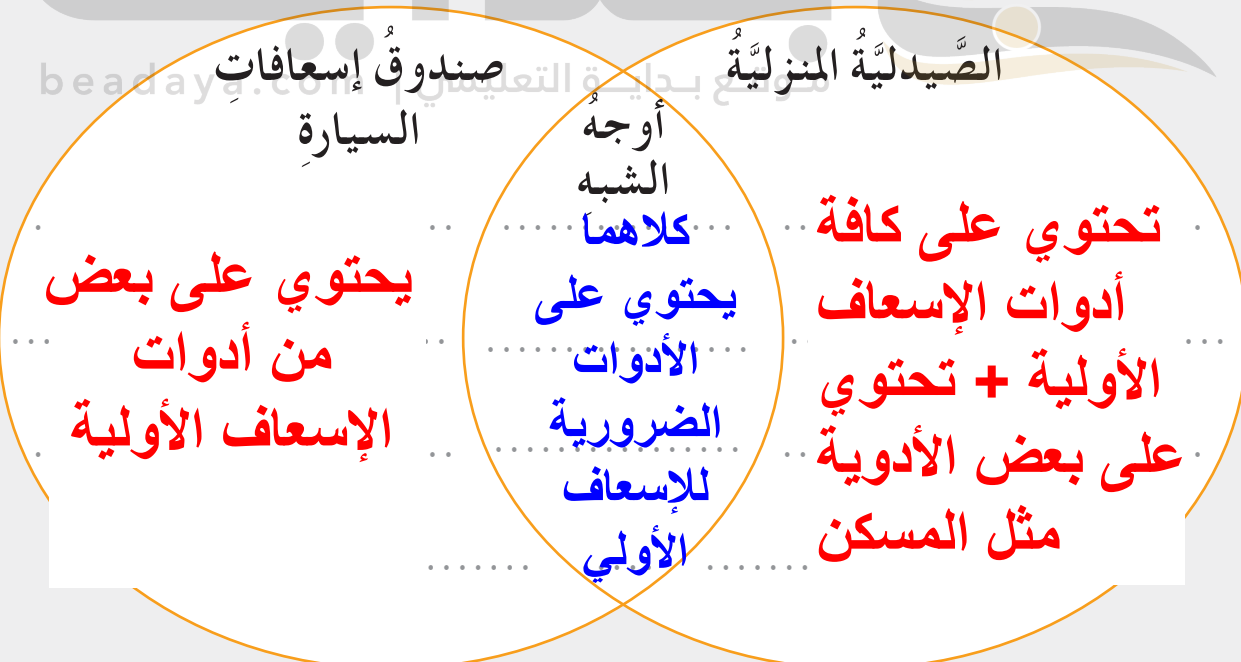 الصَّيدليَّةُ المنزليَّةُ
تحتوي على كافة
أدوات الإسعاف
الأولية + تحتوي
على بعض الأدوية
مثل المسكن
أوجهُ
الشبهِ
كلاهما
يحتوي على
الأدوات
الضرورية
للإسعاف
الأولي
صندوقُ إسعافاتِ
السيارةِ
يحتوي على بعض
من أدوات
الإسعاف الأولية
موقع بداية التعليمي | beadaya.com